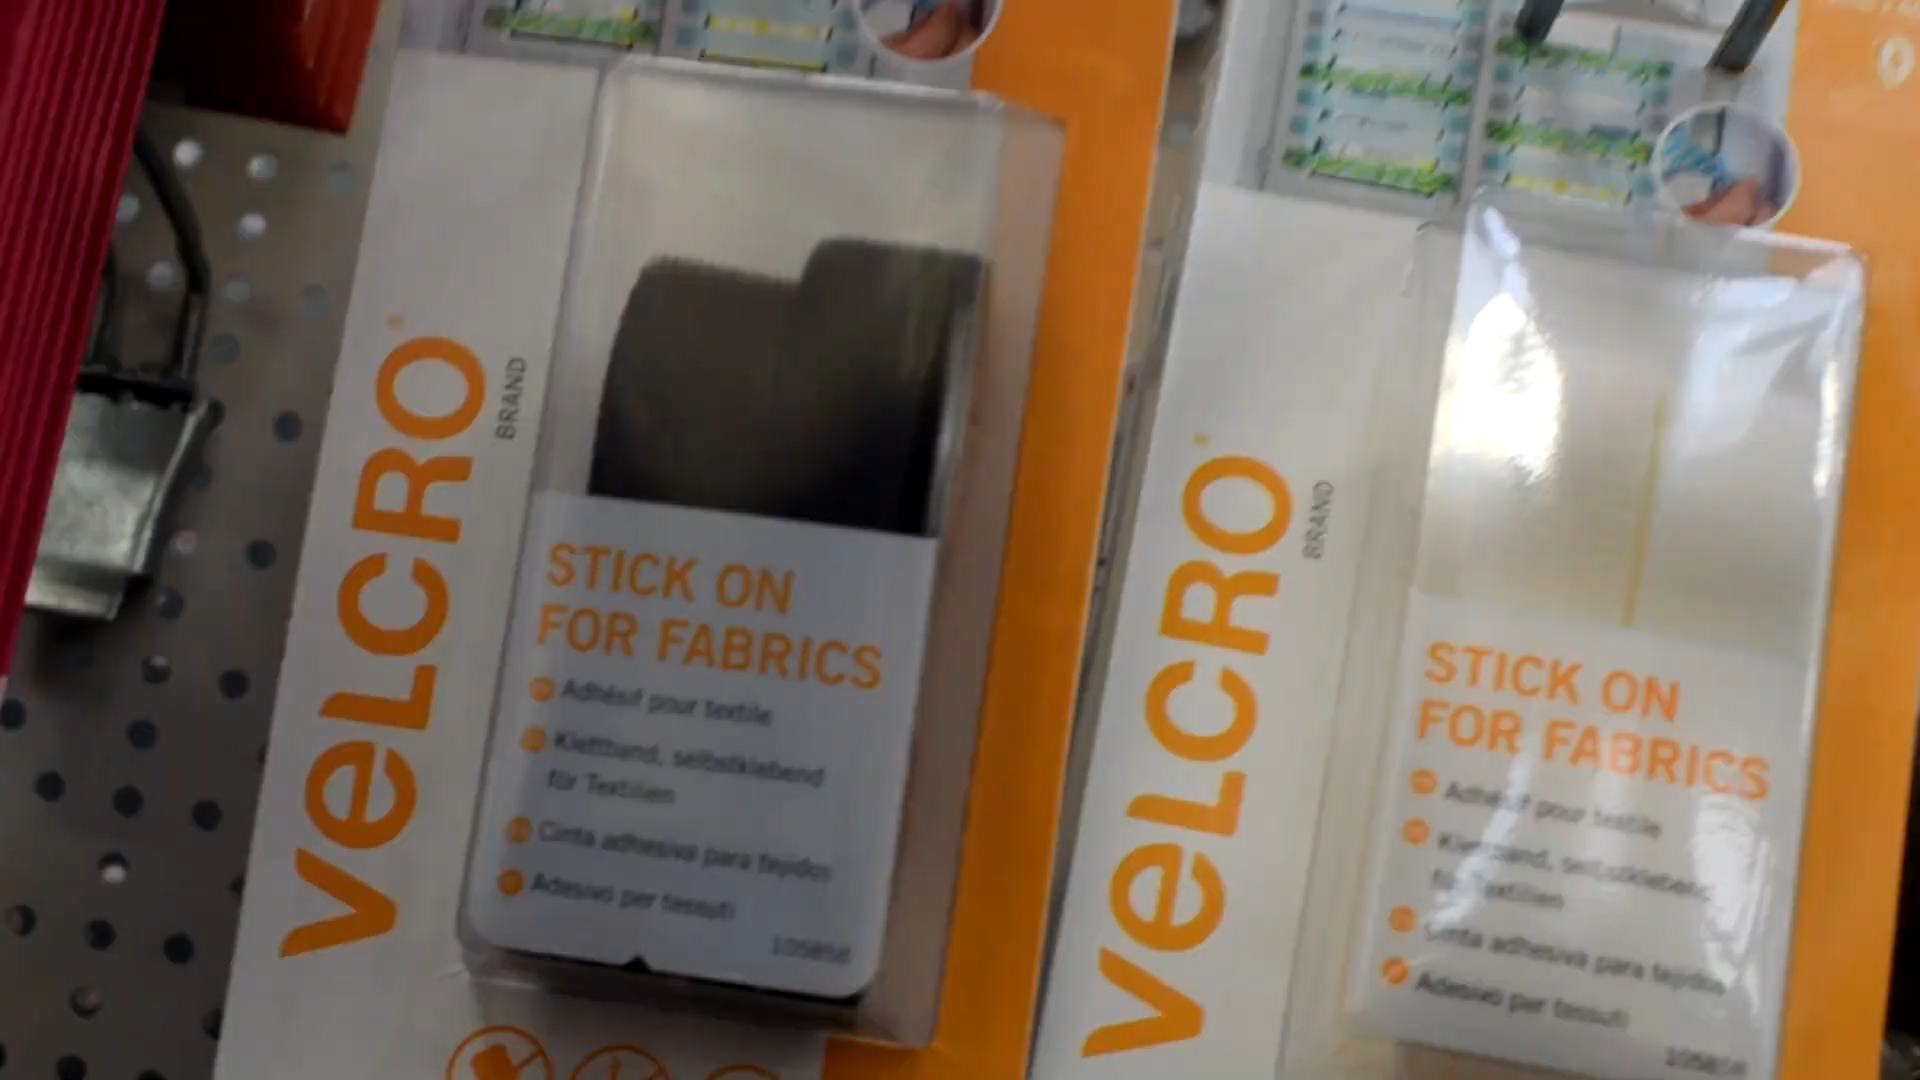 VELCRO
BRAND
STICK ON
FOR FABRICS
Adhésif pour textile
Klettband, selbstklebend
für Textilien
Cinta adhesiva para tejidos
Adesivo per tessuti
VELCRO
BRAND
STICK ON
FOR FABRICS
Adhésif pour textile
Klettband, selbstklebend
für Textilien
Cinta adhesiva para tejidos
Adesivo per tessuti